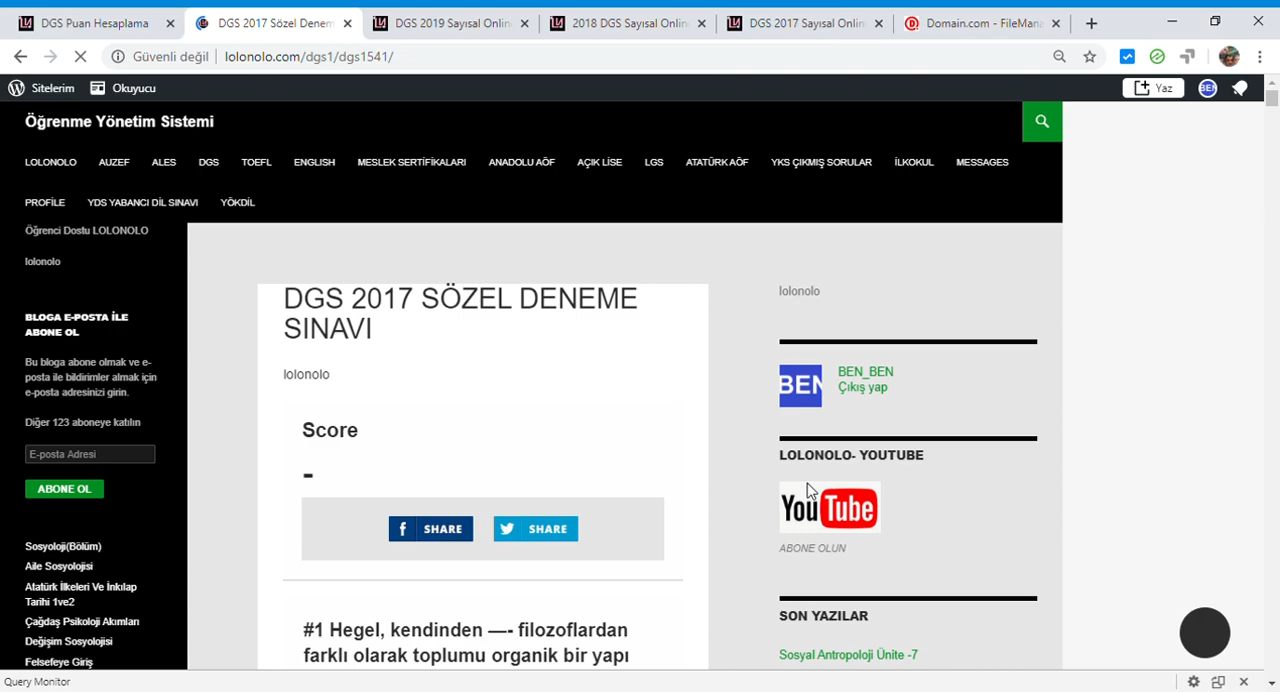 DGS Puan Hesaplama
DGS 2017 Sözel Denem
DGS 2019 Sayısal Onlin
2018 DGS Sayısal Onlin
DGS 2017 Sayısal Onlin
Domain.com - FileMan
Güvenli değil
lolonolo.com/dgs1/dgs1541/
Sitelerim
Okuyucu
Yaz
BEN
Öğrenme Yönetim Sistemi
LOLONOLO AUZEF ALES DGS TOEFL ENGLISH MESLEK SERTİFİKALARI ANADOLU AÖF AÇIK LİSE LGS ATATÜRK AÖF YKS ÇIKMIŞ SORULAR İLKOKUL MESSAGES
PROFİLE YDS YABANCI DİL SINAVI YÖKDİL
Öğrenci Dostu LOLONOLO
lolonolo
BLOGA E-POSTA İLE
ABONE OL
Bu bloga abone olmak ve e-
posta ile bildirimler almak için
e-posta adresinizi girin.
Diğer 123 aboneye katılın
E-posta Adresi
ABONE OL
Sosyoloji(Bölüm)
Aile Sosyolojisi
Atatürk İlkeleri Ve İnkılap
Tarihi 1ve2
Çağdaş Psikoloji Akımları
Değişim Sosyolojisi
Felsefeye Giriş
DGS 2017 SÖZEL DENEME
SINAVI
lolonolo
Score
-
SHARE
SHARE
#1 Hegel, kendinden —- filozoflardan
farklı olarak toplumu organik bir yapı
lolonolo
BEN
BEN_BEN
Çıkış yap
LOLONOLO- YOUTUBE
YouTube
ABONE OLUN
SON YAZILAR
Sosyal Antropoloji Ünite -7
Query Monitor